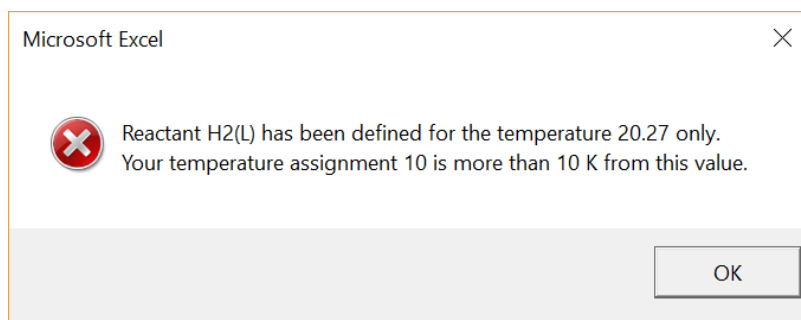 Microsoft Excel
Reactant H2(L) has been defined for the temperature 20.27 only.
Your temperature assignment 10 is more than 10 K from this value.
OK